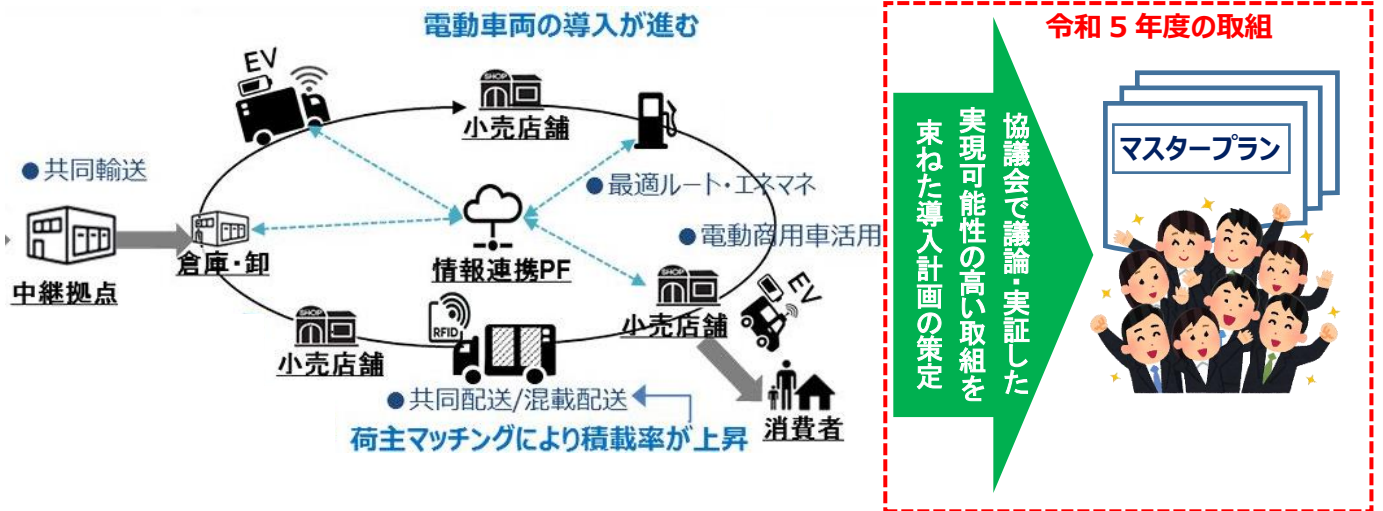 電動車両の導入が進む
EV
SHOP
小売店舗
●共同輸送
●最適ルート・エネマネ
●電動商用車活用
中継拠点
倉庫・卸
情報連携PF
SHOP
小売店舗
EV
SHOP
小売店舗
RFID
●共同配送/混載配送
荷主マッチングにより積載率が上昇
消費者
令和5年度の取組
協議会で議論・実証した
実現可能性の高い取組を
束ねた導入計画の策定
マスタープラン